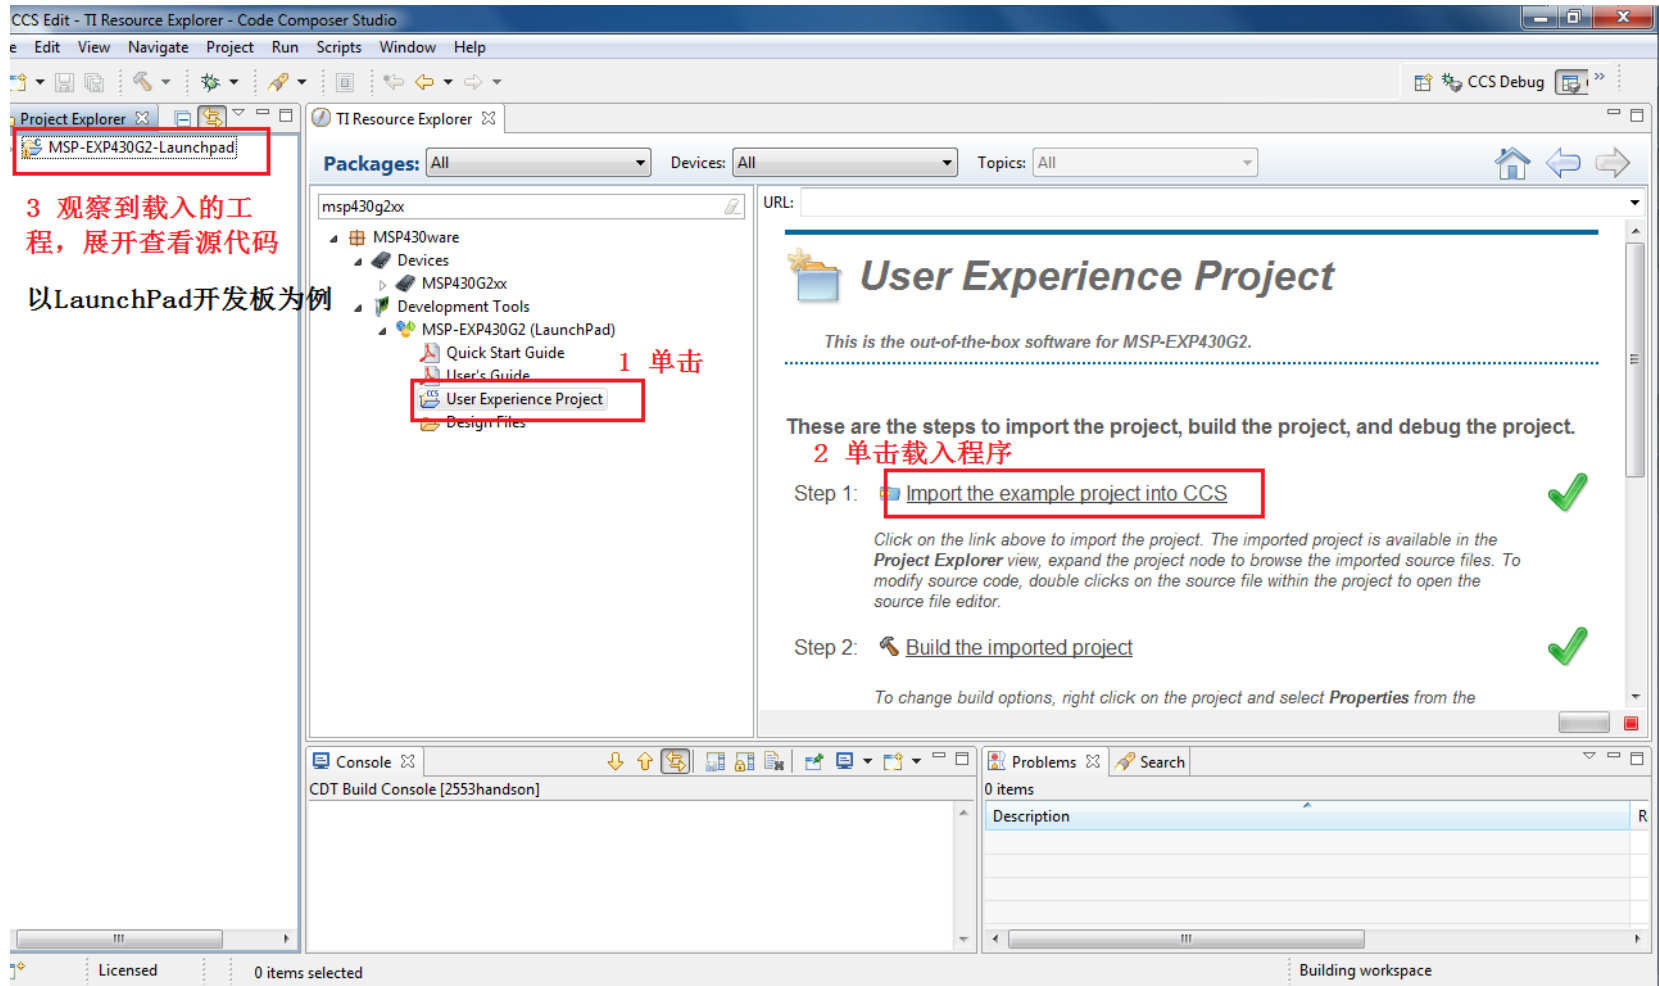 CCS Edit - TI Resource Explorer - Code Composer Studio
e Edit View Navigate Project Run Scripts Window Help
CCS Debug
Project Explorer
MSP-EXP430G2-Launchpad
3 观察到载入的工
程，展开查看源代码
以LaunchPad开发板为例
TI Resource Explorer
Packages: All Devices: All Topics: All
msp430g2xx
MSP430ware
Devices
MSP430G2xx
Development Tools
MSP-EXP430G2 (LaunchPad)
Quick Start Guide
1 单击
User's Guide
User Experience Project
Design Files
URL:
User Experience Project
This is the out-of-the-box software for MSP-EXP430G2.
These are the steps to import the project, build the project, and debug the project.
2 单击载入程序
Step 1: Import the example project into CCS
Click on the link above to import the project. The imported project is available in the
Project Explorer view, expand the project node to browse the imported source files. To
modify source code, double clicks on the source file within the project to open the
source file editor.
Step 2: Build the imported project
To change build options, right click on the project and select Properties from the
Console
CDT Build Console [2553handson]
Problems Search
0 items
Description R
Licensed 0 items selected Building workspace